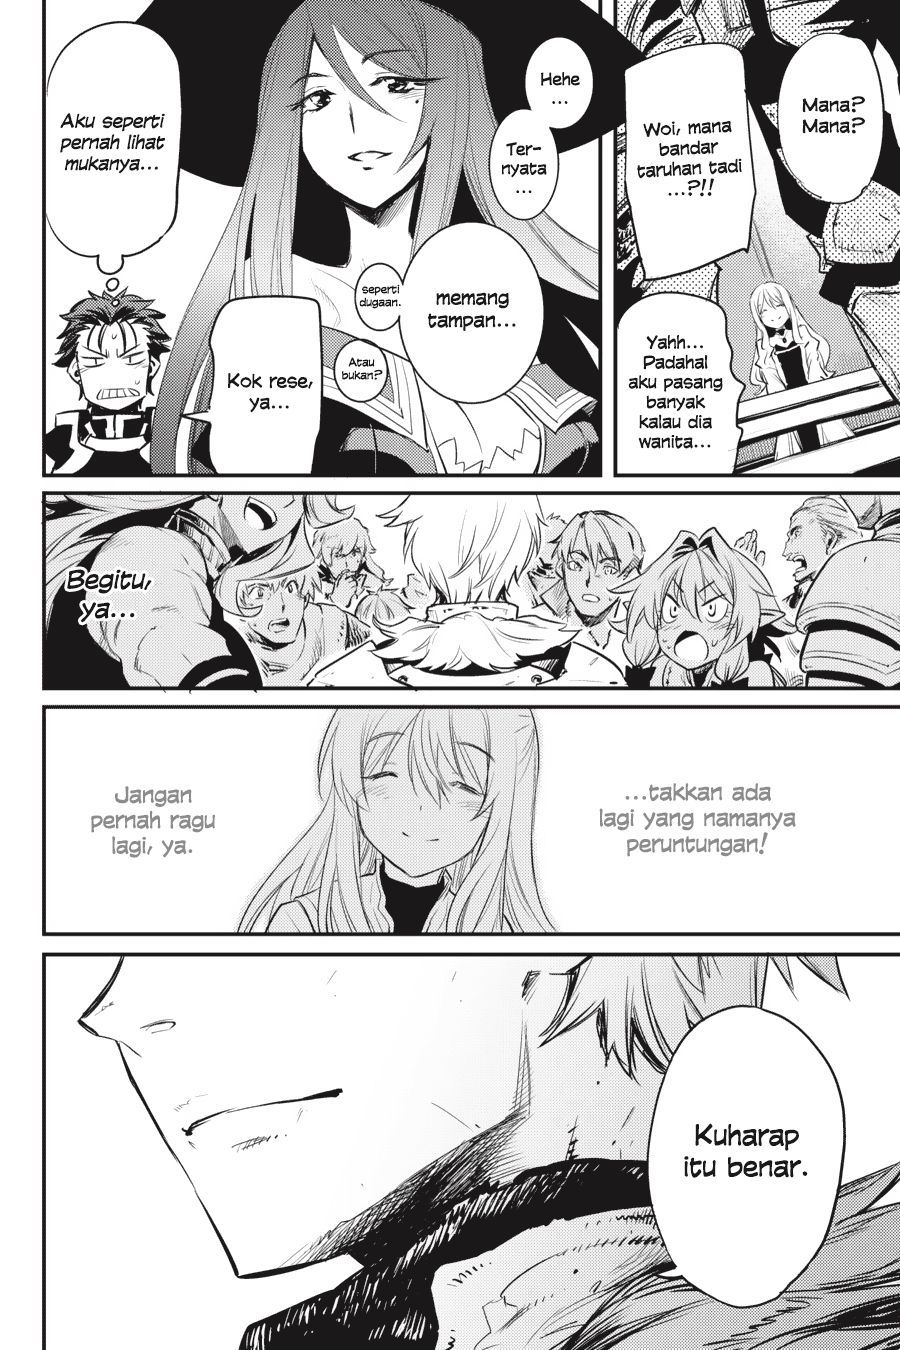 Mana?
Mana?
Woi, mana
bandar
taruhan tadi
...?!!
Yahh...
Padahal
aku pasang
banyak
kalau dia
wanita...
Hehe
...
Ter-
nyata
...
memang
tampan...
seperti
dugaan.
Atau
bukan?
Kok rese,
ya...
Aku seperti
pernah lihat
mukanya...
Begitu,
ya...
...takkan ada
lagi yang namanya
peruntungan!
Jangan
pernah ragu
lagi, ya.
Kuharap
itu benar.